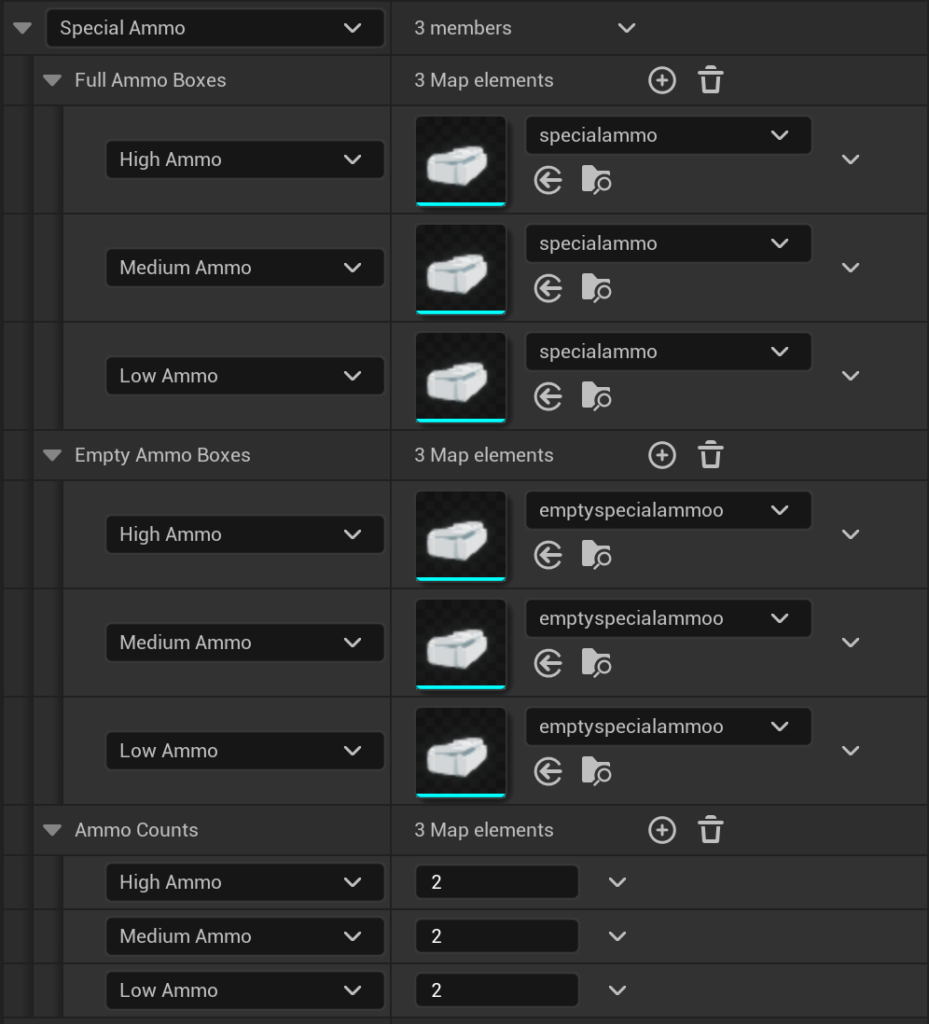 Special Ammo 3 members
Full Ammo Boxes 3 Map elements
High Ammo specialammo
Medium Ammo specialammo
Low Ammo specialammo
Empty Ammo Boxes 3 Map elements
High Ammo emptyspecialammoo
Medium Ammo emptyspecialammoo
Low Ammo emptyspecialammoo
Ammo Counts 3 Map elements
High Ammo 2
Medium Ammo 2
Low Ammo 2